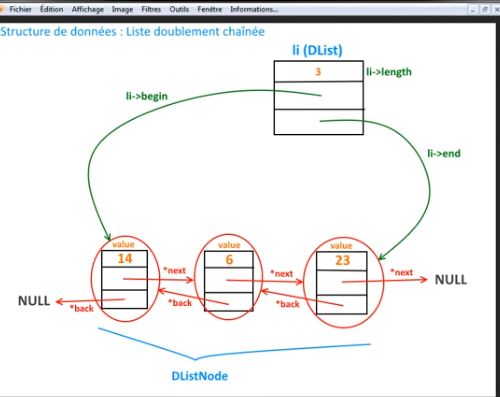 Fichier Édition Affichage Image Filtres Outils Fenêtre Informations...
Structure de données : Liste doublement chaînée
li (DList)
3 li->length
li->begin
li->end
value value value
14 6 23
*next *next *next
NULL
NULL
*back *back *back
DListNode